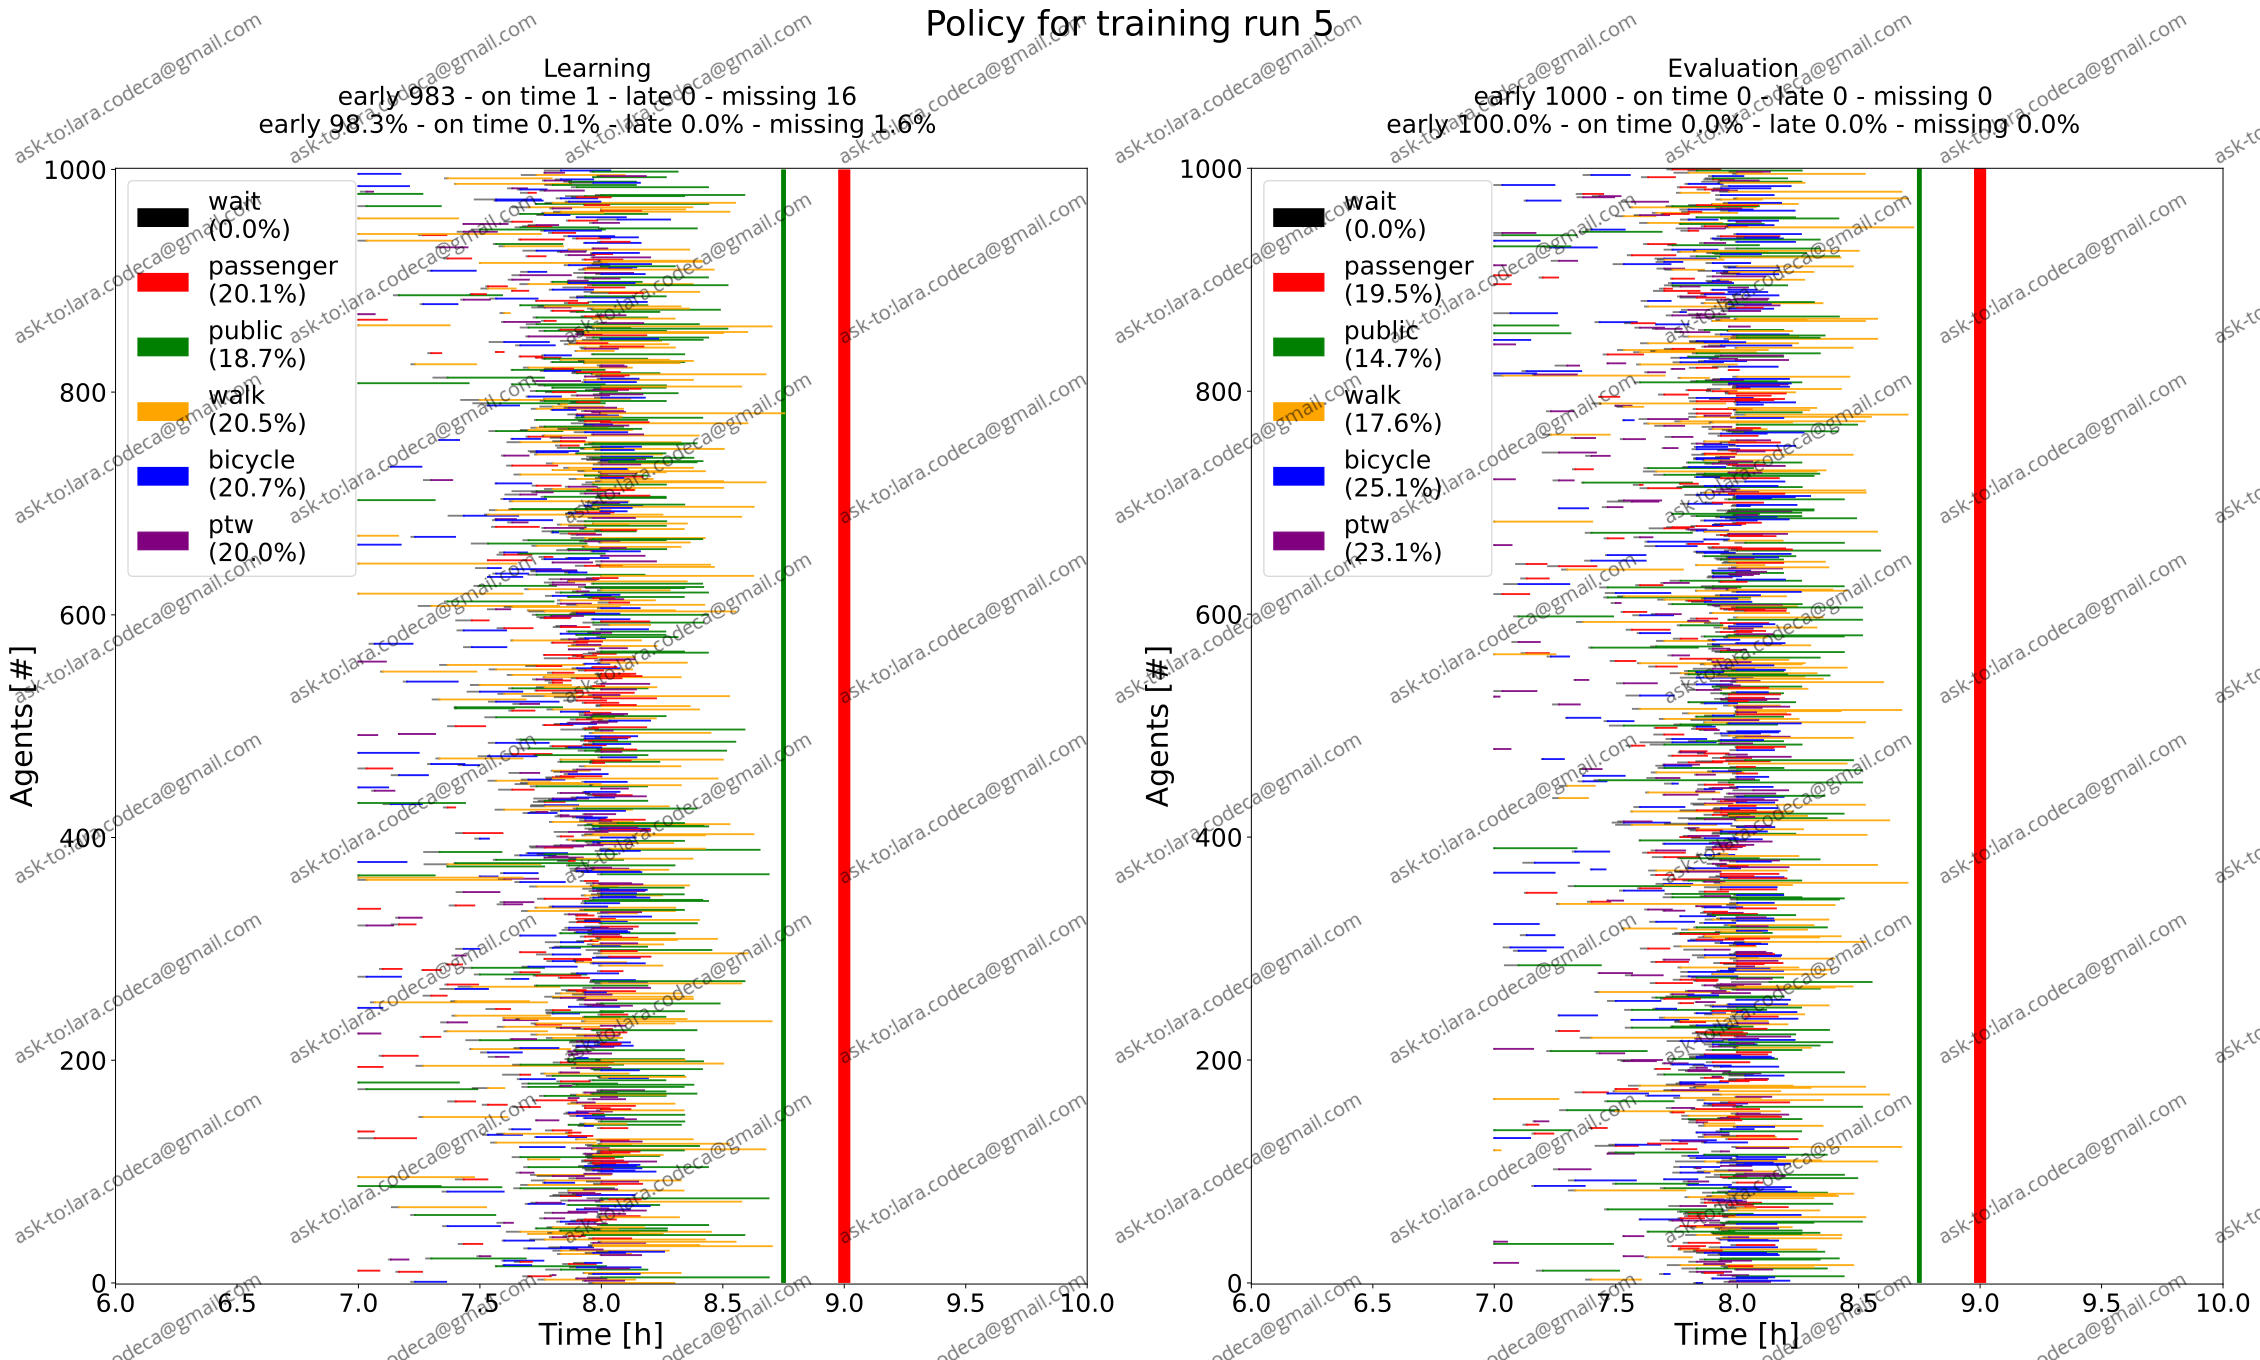 Policy for training run 5
Learning
early 983 - on time 1 - late 0 - missing 16
early 98.3% - on time 0.1% - late 0.0% - missing 1.6%
Agents [#]
1000
800
600
400
200
0
wait
(0.0%)
passenger
(20.1%)
public
(18.7%)
walk
(20.5%)
bicycle
(20.7%)
ptw
(20.0%)
6.0 6.5 7.0 7.5 8.0 8.5 9.0 9.5 10.0
Time [h]
Evaluation
early 1000 - on time 0 - late 0 - missing 0
early 100.0% - on time 0.0% - late 0.0% - missing 0.0%
Agents [#]
1000
800
600
400
200
0
wait
(0.0%)
passenger
(19.5%)
public
(14.7%)
walk
(17.6%)
bicycle
(25.1%)
ptw
(23.1%)
6.0 6.5 7.0 7.5 8.0 8.5 9.0 9.5 10.0
Time [h]
ask-to:lara.codeca@gmail.com